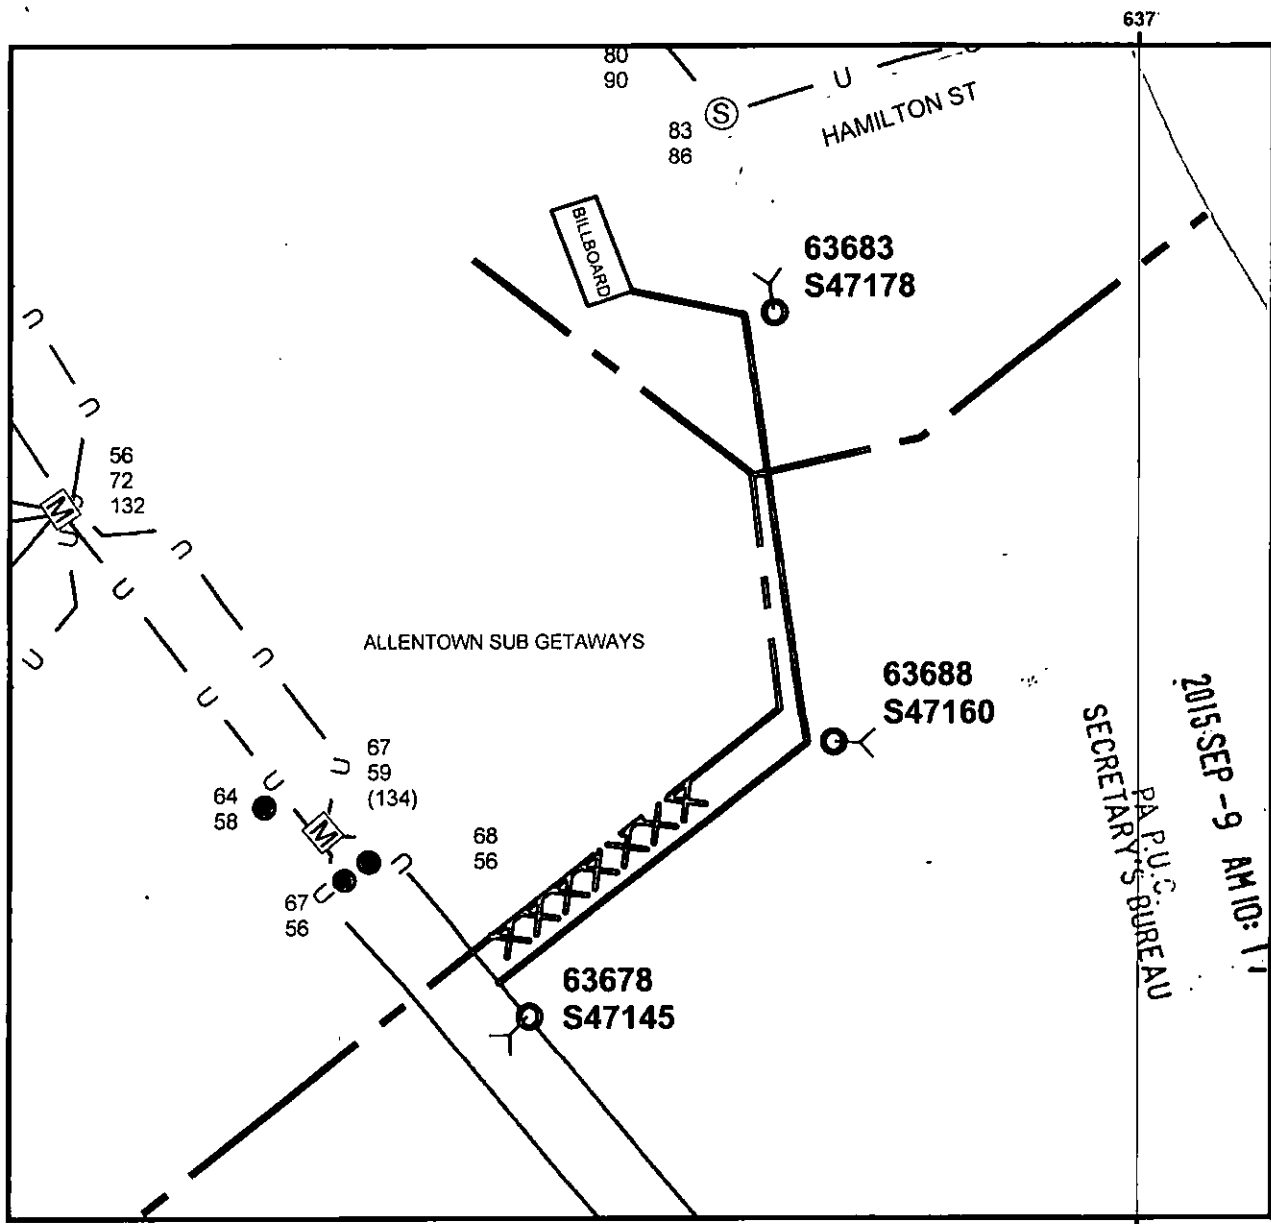 637
80
90
S
U
HAMILTON ST
83
86
BILLBOARD
63683
S47178
U
U
56
72
132
M
U
U
U
U
U
ALLENTOWN SUB GETAWAYS
U
U
63688
S47160
67
59
(134)
U
U
64
58
M
68
56
U
U
67
56
63678
S47145
2015 SEP -9 AM 10:
PA P.U.C.
SECRETARY'S BUREAU